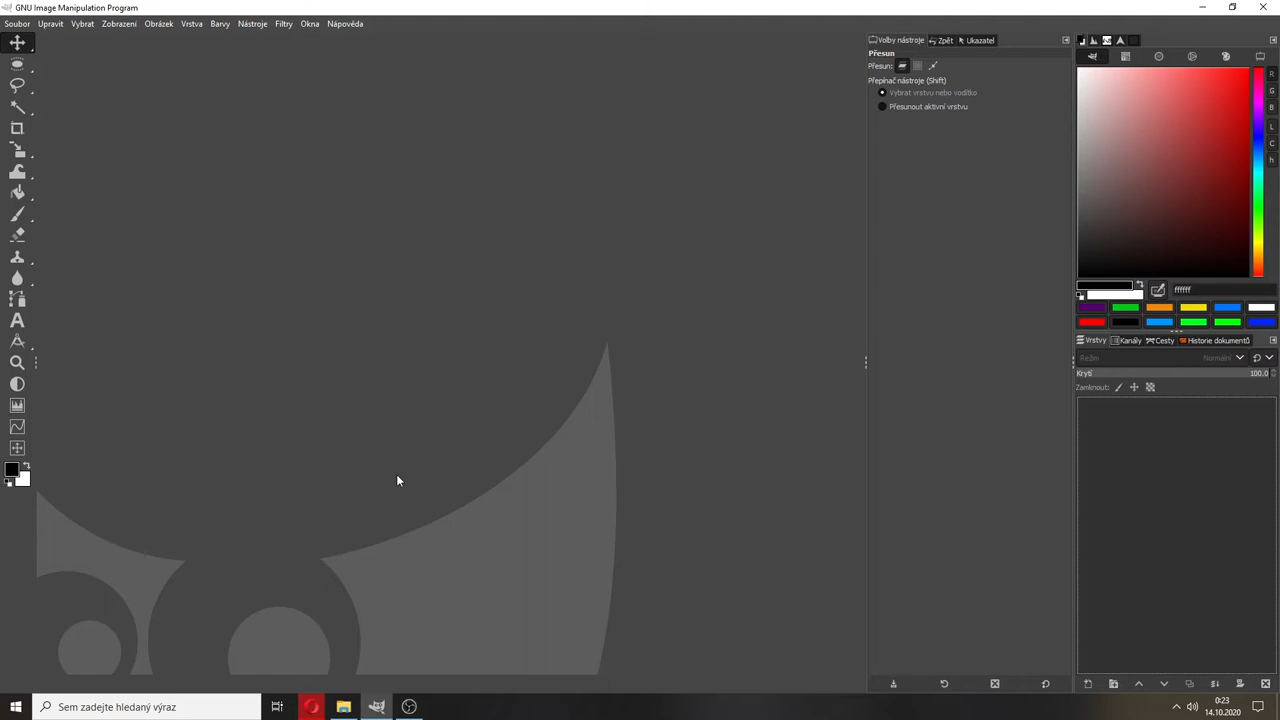 GNU Image Manipulation Program
Soubor Upravit Vybrat Zobrazení Obrázek Vrstva Barvy Nástroje Filtry Okna Nápověda
Volby nástroje Zpět Ukazatel
Přesun
Přesun:
Přepínač nástroje (Shift)
Vybrat vrstvu nebo vodítko
Přesunout aktivní vrstvu
R
G
B
L
C
h
ffffff
Vrstvy Kanály Cesty Historie dokumentů
Režim Normální
Krytí 100.0
Zamknout:
Sem zadejte hledaný výraz
0:23
14.10.2020